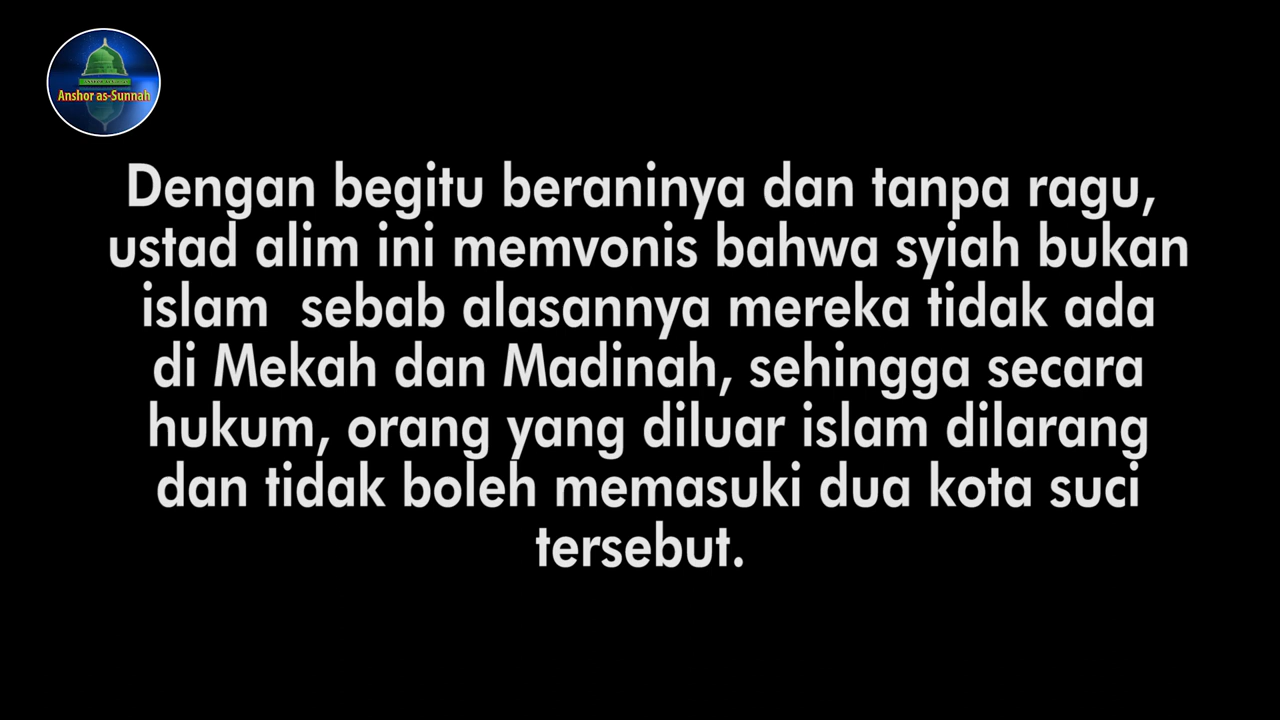 Anshor as-Sunnah
Dengan begitu beraninya dan tanpa ragu,
ustad alim ini memvonis bahwa syiah bukan
islam  sebab alasannya mereka tidak ada
di Mekah dan Madinah, sehingga secara
hukum, orang yang diluar islam dilarang
dan tidak boleh memasuki dua kota suci
tersebut.